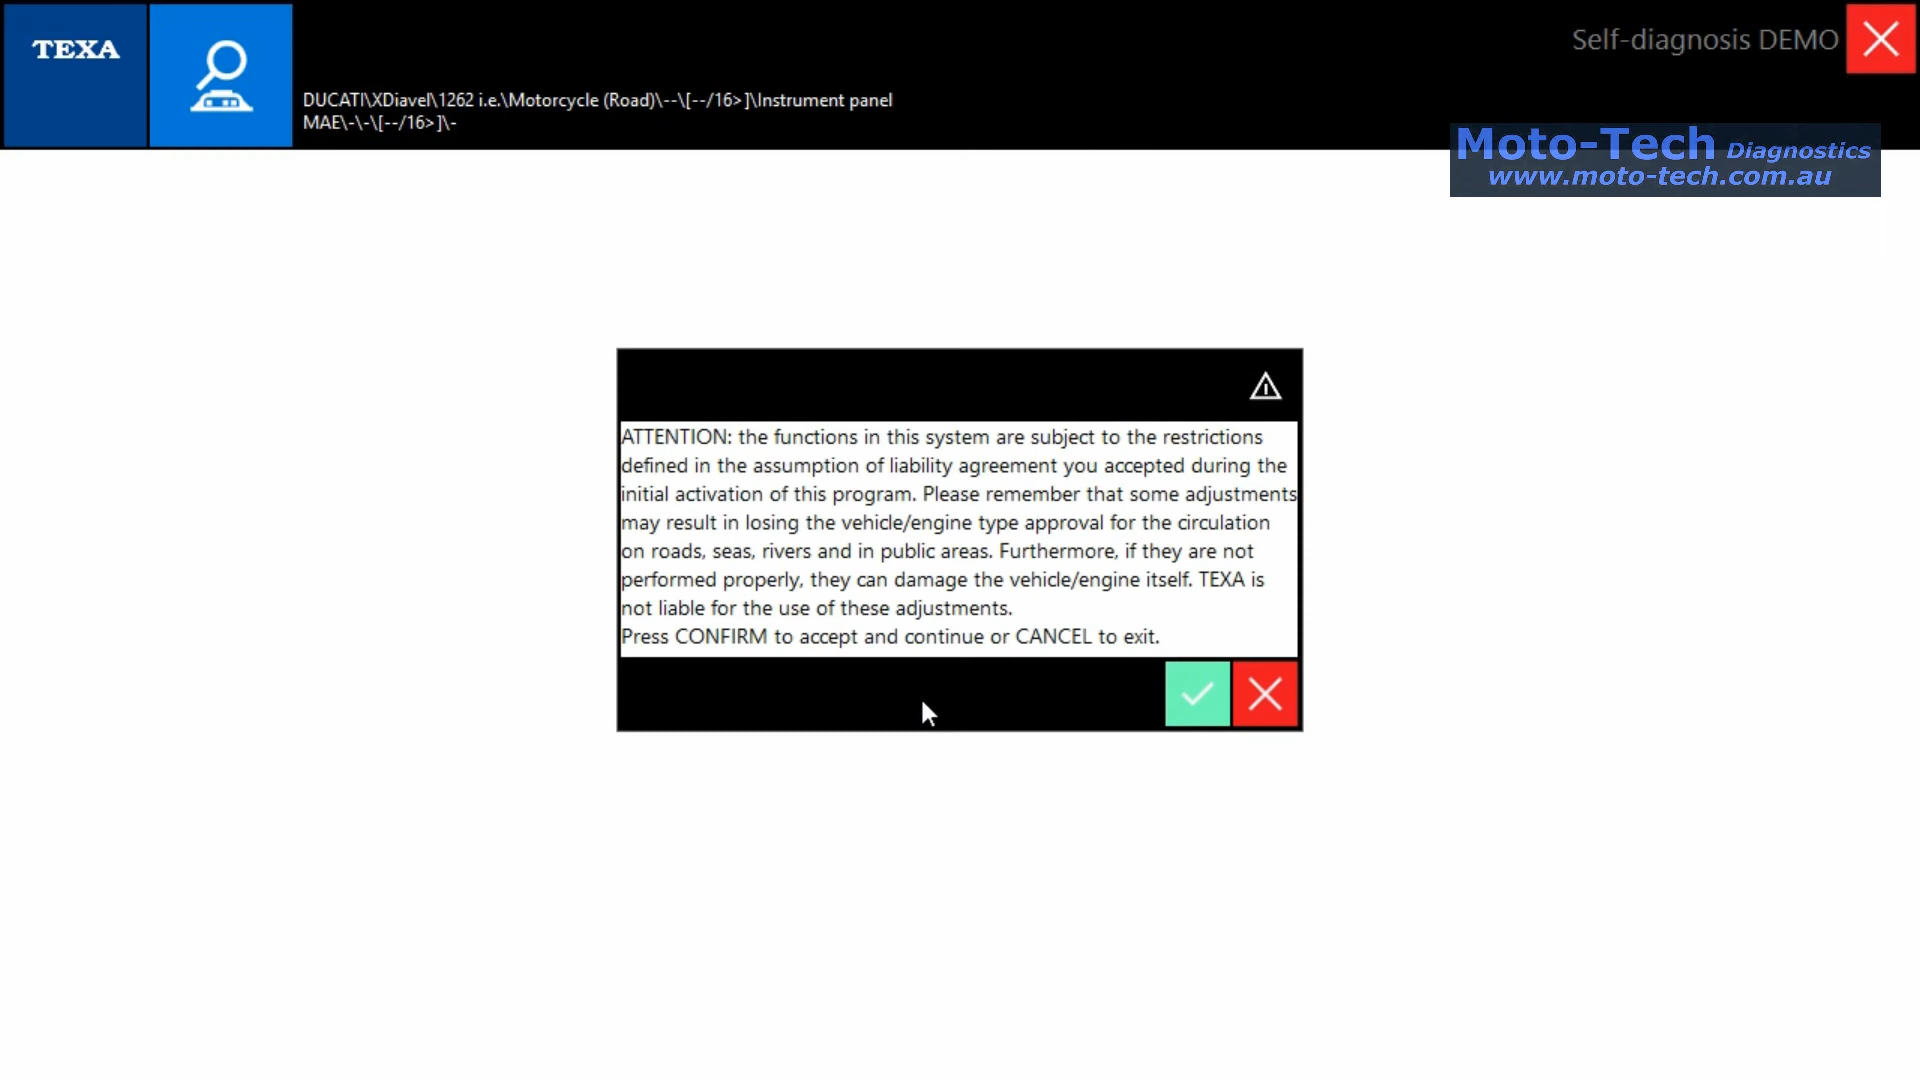 TEXA
Self-diagnosis DEMO
DUCATI\XDiavel\1262 i.e.\Motorcycle (Road)\--\[--/16>]\Instrument panel
MAE\-\-\[--/16>]\-
Moto-Tech Diagnostics
www.moto-tech.com.au
ATTENTION: the functions in this system are subject to the restrictions
defined in the assumption of liability agreement you accepted during the
initial activation of this program. Please remember that some adjustments
may result in losing the vehicle/engine type approval for the circulation
on roads, seas, rivers and in public areas. Furthermore, if they are not
performed properly, they can damage the vehicle/engine itself. TEXA is
not liable for the use of these adjustments.
Press CONFIRM to accept and continue or CANCEL to exit.